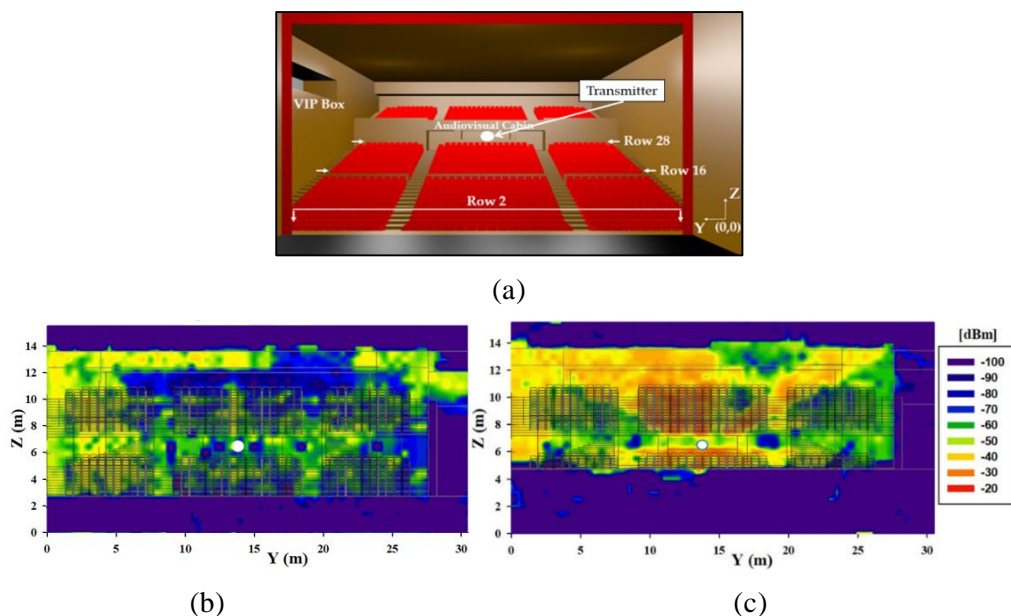 VIP Box
Transmitter
Audiovisual Cabin
Row 28
Row 16
Row 2
Z
Y (0,0)
(a)
14
12
10
8
6
4
2
0
Z (m)
0 5 10 15 20 25 30
Y (m)
(b)
14
12
10
8
6
4
2
0
Z (m)
0 5 10 15 20 25 30
Y (m)
(c)
[dBm]
-100
-90
-80
-70
-60
-50
-40
-30
-20